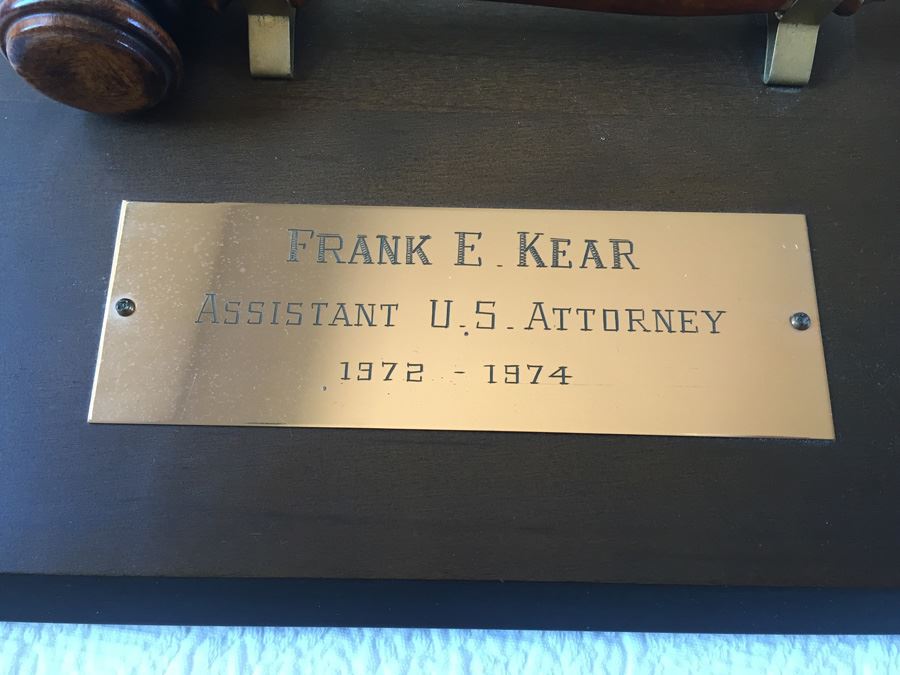 FRANK E. KEAR
ASSISTANT U.S. ATTORNEY
1972 - 1974